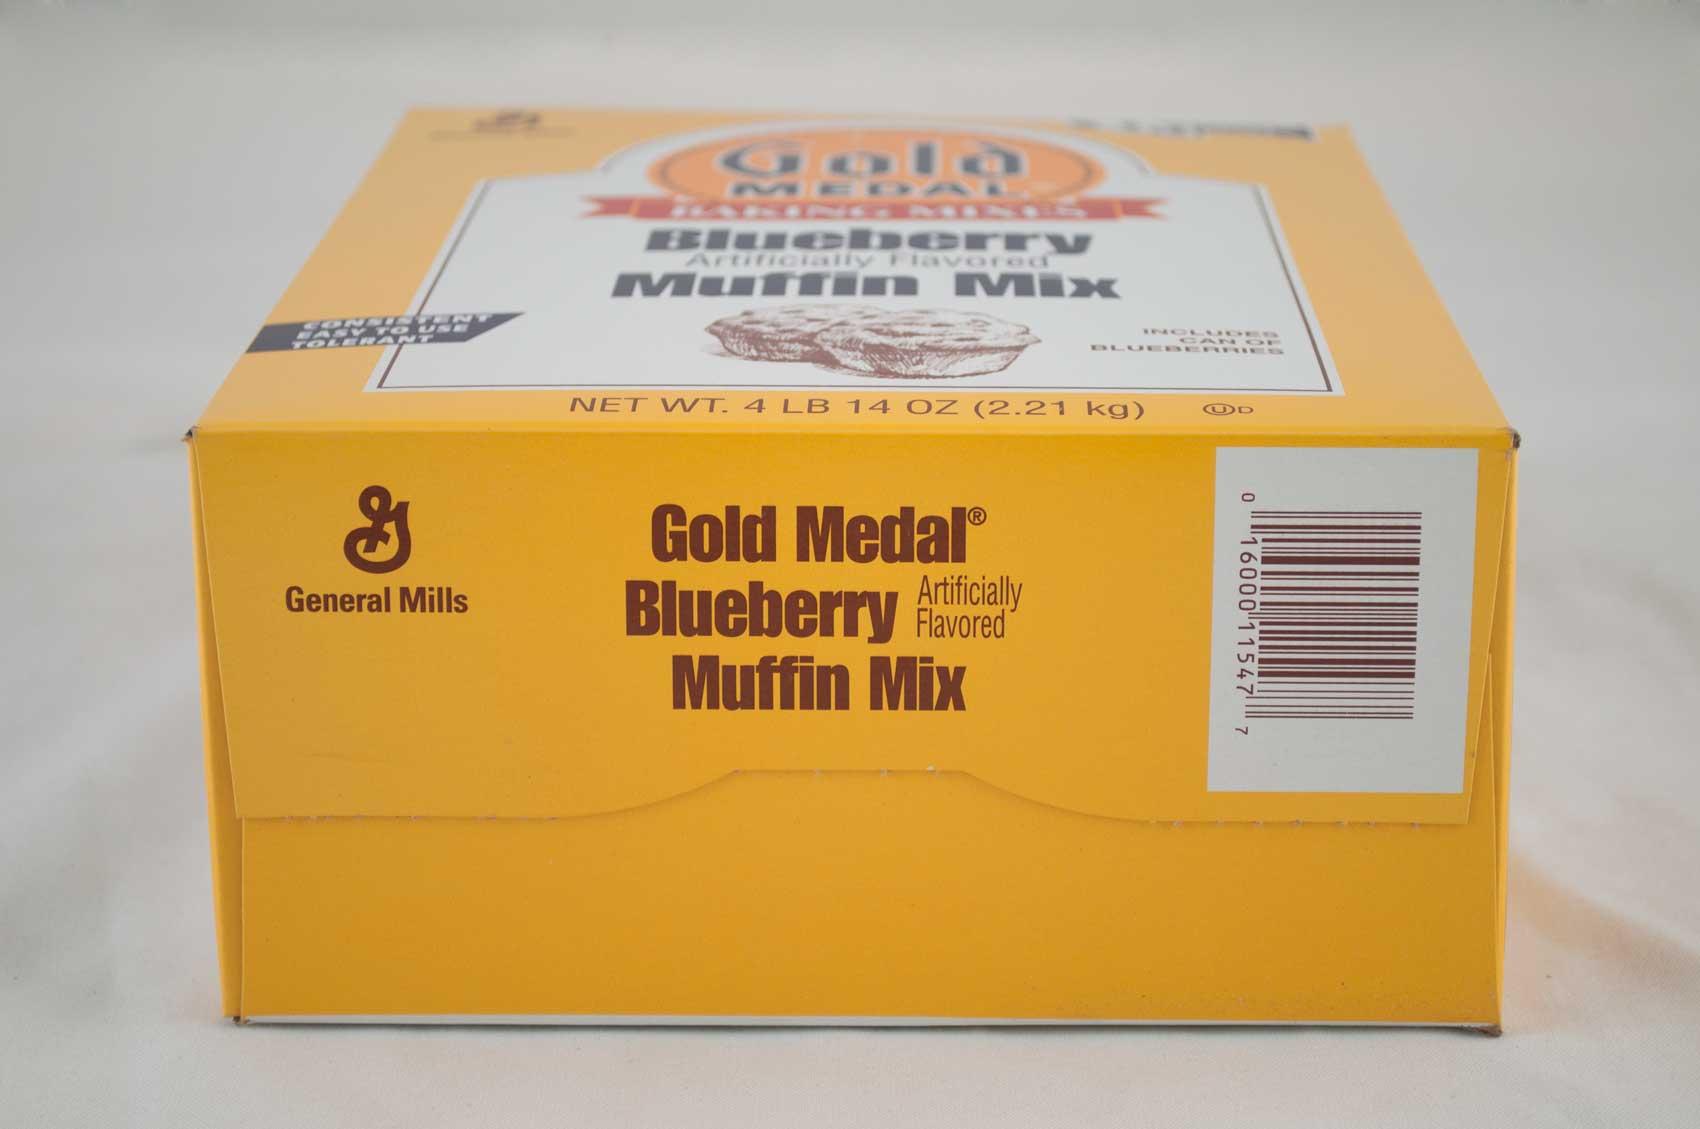 Gold
MEDAL®
BAKING MIXES
Blueberry
Artificially Flavored
Muffin Mix
CONSISTENT
EASY TO USE
TOLERANT
INCLUDES
CAN OF
BLUEBERRIES
NET WT. 4 LB 14 OZ (2.21 kg)
U D
General Mills
Gold Medal®
Blueberry Artificially
Flavored
Muffin Mix
0 16000 11547 7